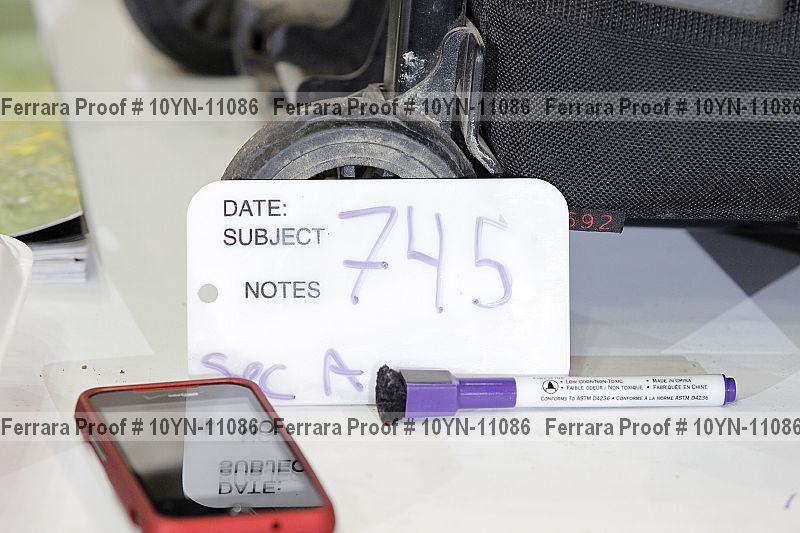 Ferrara Proof # 10YN-11086 Ferrara Proof # 10YN-11086 Ferrara Proof # 10YN-11086
DATE:
SUBJECT
745
692
NOTES
Sec A
• LOW ODOR/NON-TOXIC • MADE IN CHINA
• FAIBLE ODEUR / NON TOXIQUE • FABRIQUÉE EN CHINE
CONFORMS TO ASTM D4236 • CONFORME À LA NORME ASTM D4236
Ferrara Proof # 10YN-11086 Ferrara Proof # 10YN-11086 Ferrara Proof # 10YN-11086
SUBJEC
DATE: